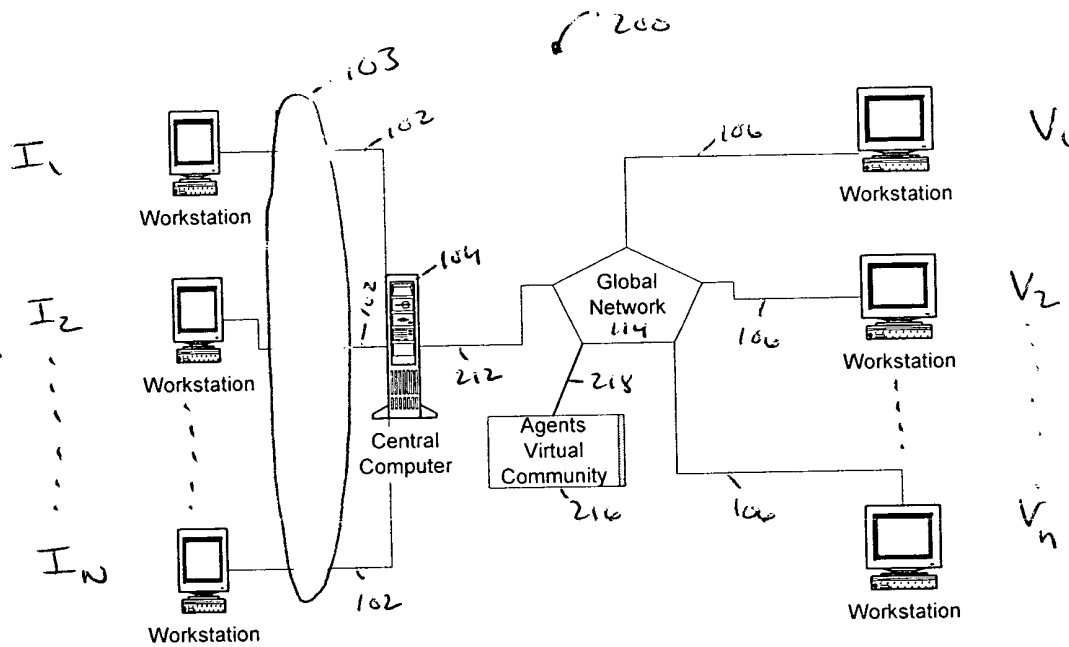 200
103
102
106
I1
V1
Workstation
Workstation
104
102
Global
Network
114
I2
V2
106
Workstation
212
218
Workstation
Central
Computer
Agents
Virtual
Community
216
106
IN
Vn
102
Workstation
Workstation